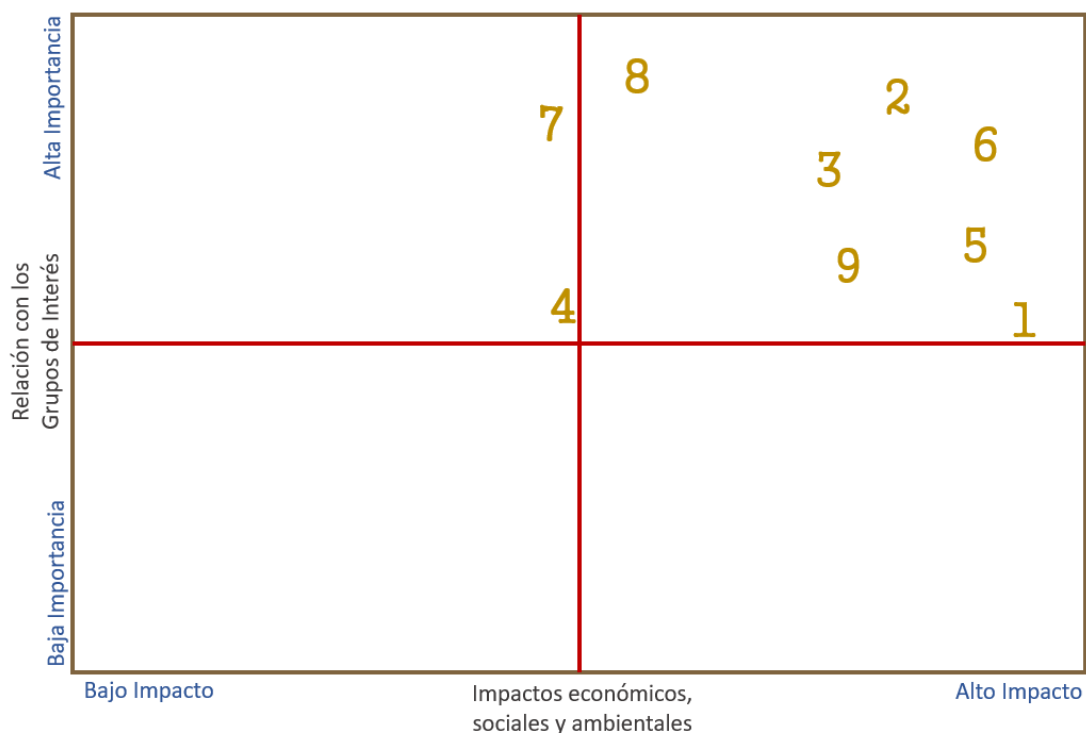 Alta Importancia
8
2
7
6
3
5
9
4
1
Relación con los
Grupos de Interés
Baja Importancia
Bajo Impacto
Impactos económicos,
sociales y ambientales
Alto Impacto